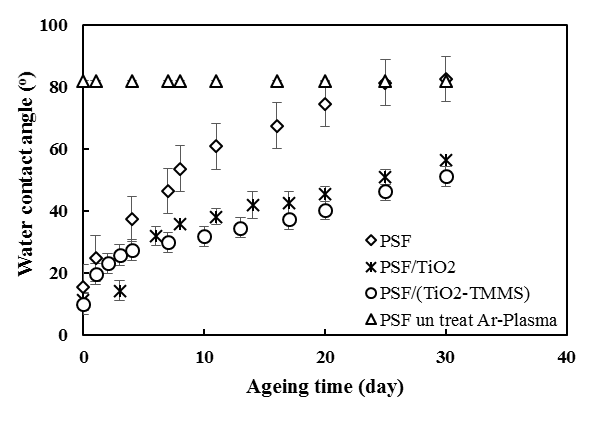 100
80
60
40
20
0
Water contact angle (°)
0 10 20 30 40
Ageing time (day)
PSF
PSF/TiO2
PSF/(TiO2-TMMS)
PSF un treat Ar-Plasma